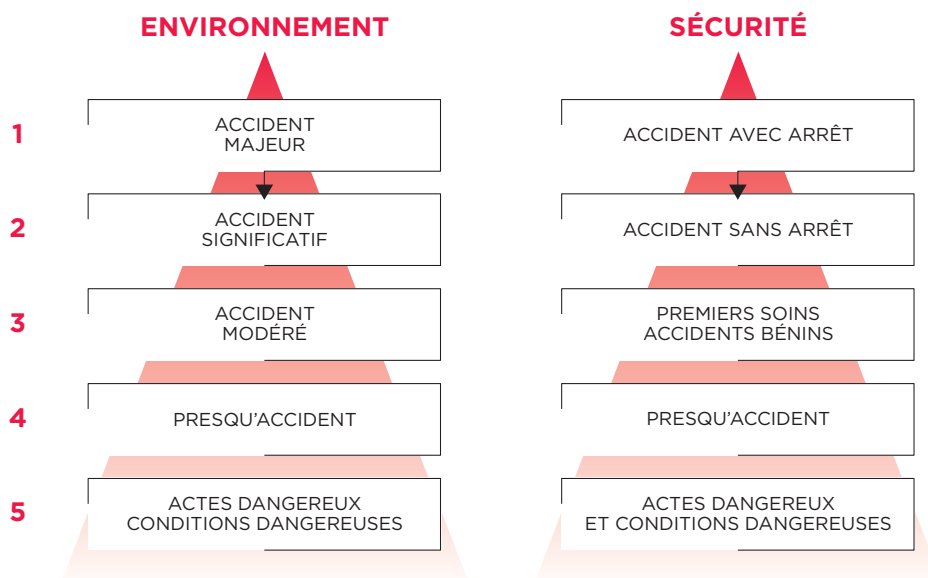 ENVIRONNEMENT
SÉCURITÉ
1
ACCIDENT
MAJEUR
ACCIDENT AVEC ARRÊT
2
ACCIDENT
SIGNIFICATIF
ACCIDENT SANS ARRÊT
3
ACCIDENT
MODÉRÉ
PREMIERS SOINS
ACCIDENTS BÉNINS
4
PRESQU'ACCIDENT
PRESQU'ACCIDENT
5
ACTES DANGEREUX
CONDITIONS DANGEREUSES
ACTES DANGEREUX
ET CONDITIONS DANGEREUSES